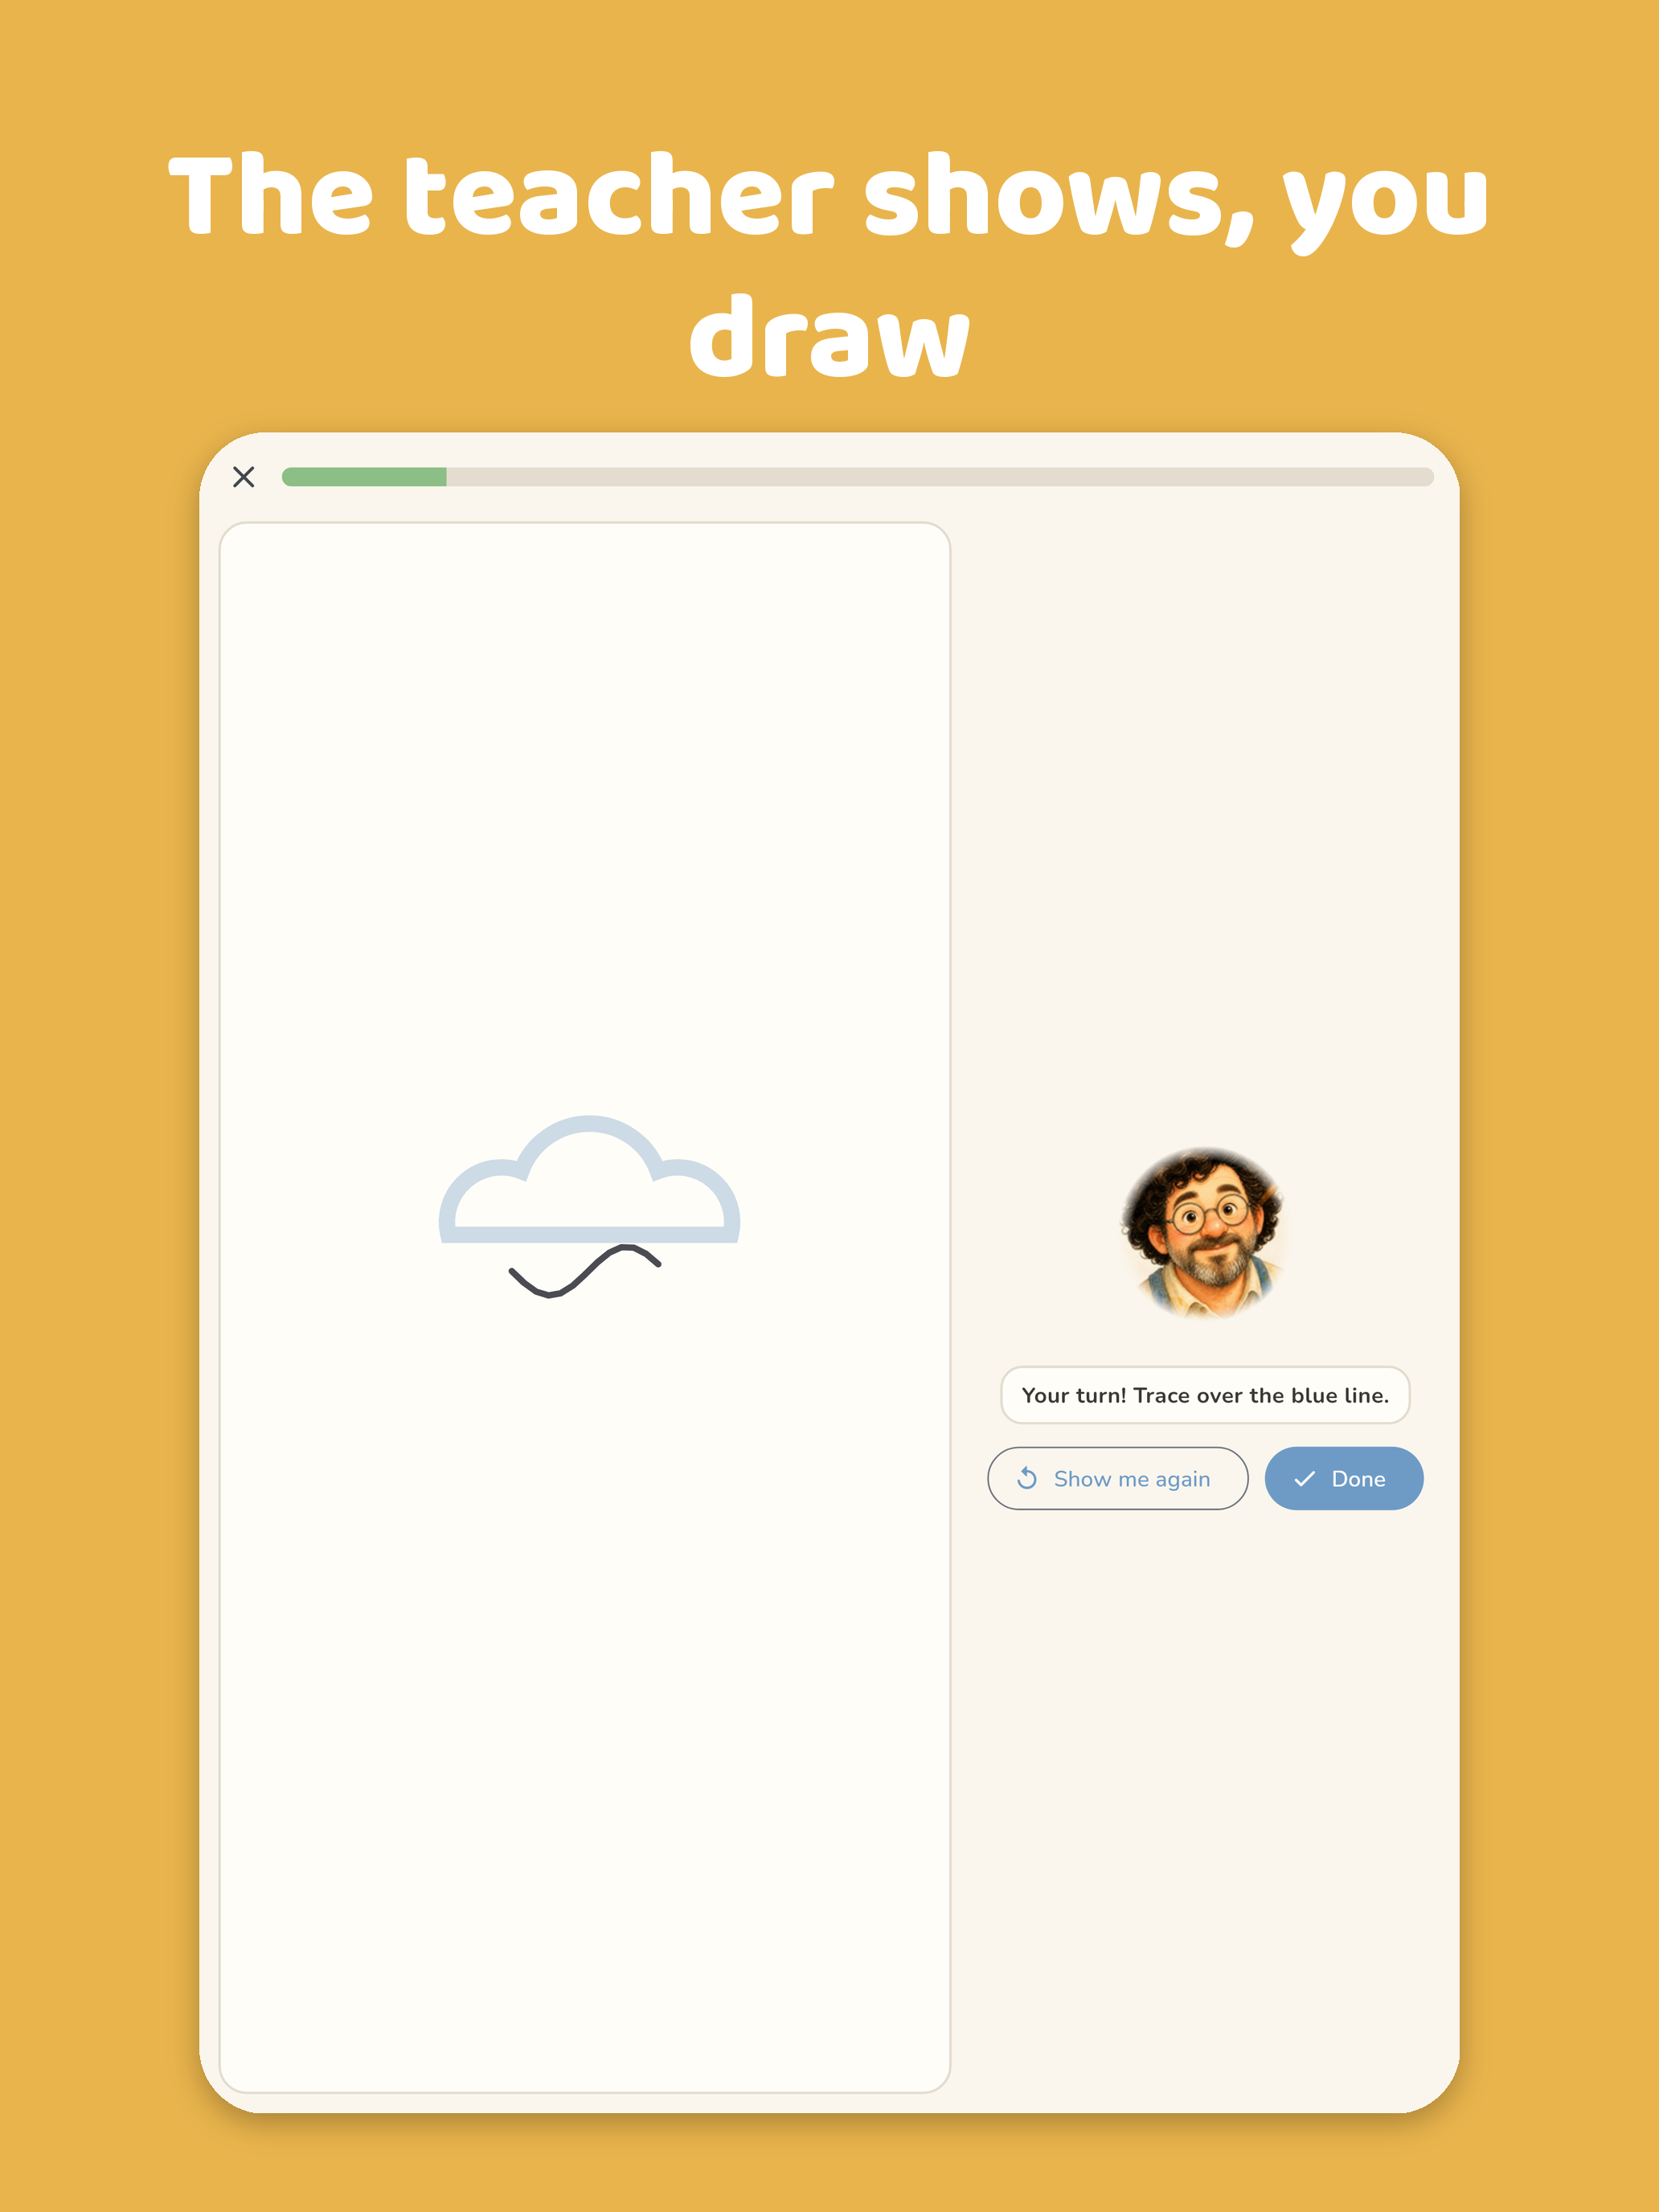 The teacher shows, you
draw
Your turn! Trace over the blue line.
Show me again
Done